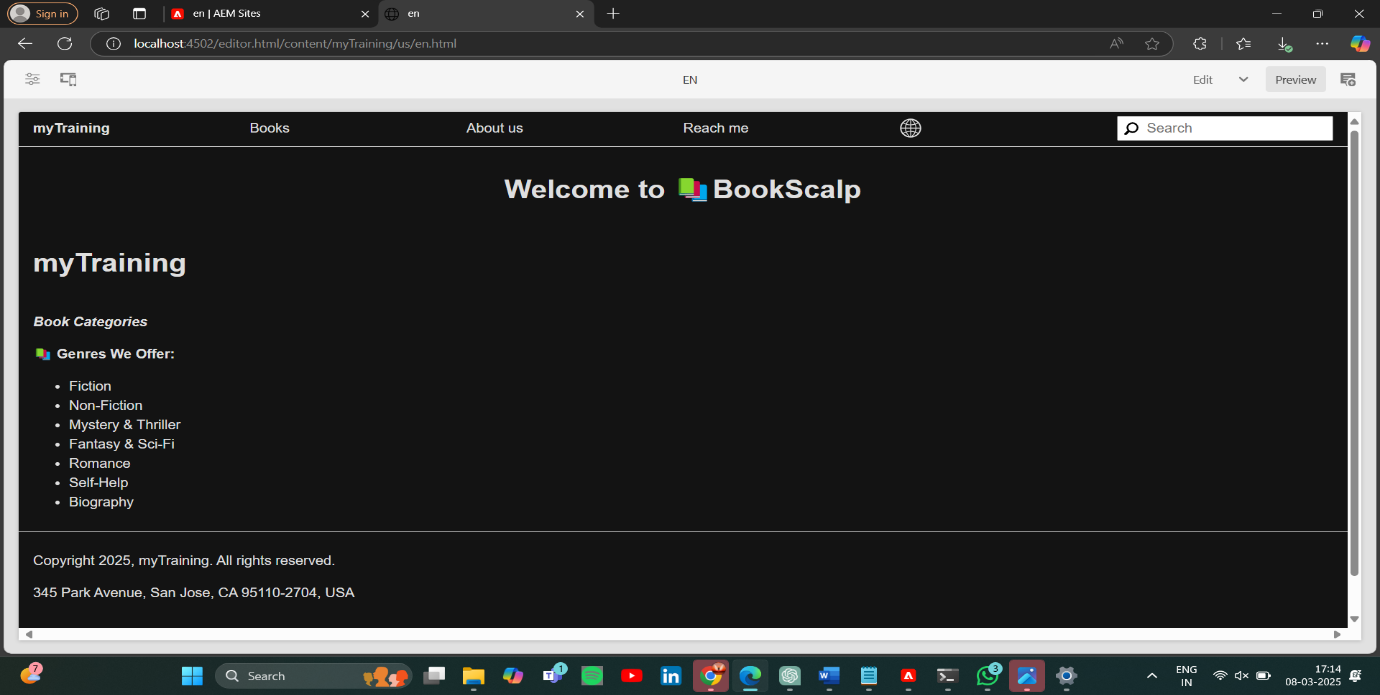 Sign in
en | AEM Sites
en
localhost:4502/editor.html/content/myTraining/us/en.html
EN
Edit
Preview
myTraining
Books
About us
Reach me
Search
Welcome to BookScalp
myTraining
Book Categories
Genres We Offer:
Fiction
Non-Fiction
Mystery & Thriller
Fantasy & Sci-Fi
Romance
Self-Help
Biography
Copyright 2025, myTraining. All rights reserved.
345 Park Avenue, San Jose, CA 95110-2704, USA
7
Search
1
3
ENG
IN
17:14
08-03-2025